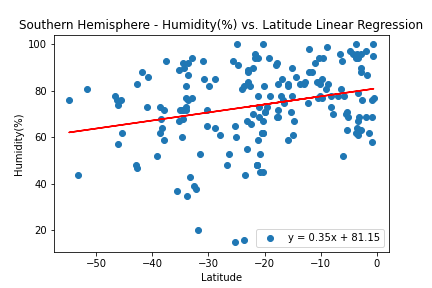 Southern Hemisphere - Humidity(%) vs. Latitude Linear Regression
100
80
60
40
20
Humidity(%)
y = 0.35x + 81.15
−50
−40
−30
−20
−10
0
Latitude